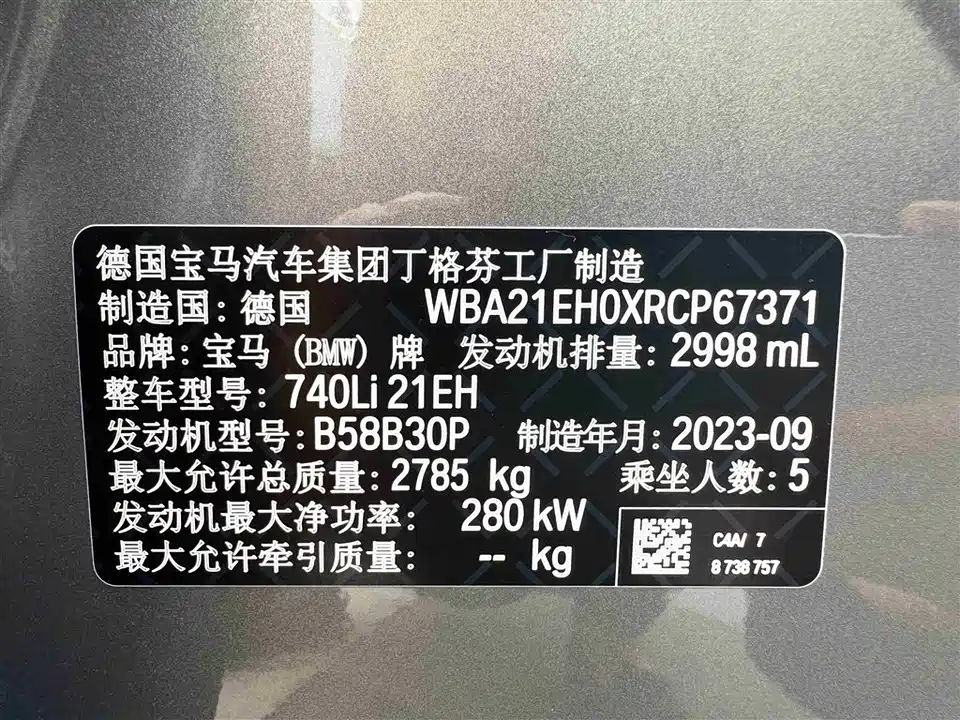 德国宝马汽车集团丁格芬工厂制造
制造国: 德国 WBA21EH0XRCP67371
品牌: 宝马 (BMW) 牌 发动机排量: 2998 mL
整车型号: 740Li 21EH
发动机型号: B58B30P 制造年月: 2023-09
最大允许总质量: 2785 kg 乘坐人数: 5
发动机最大净功率: 280 kW
最大允许牵引质量: -- kg
C4A/ 7
8 738 757